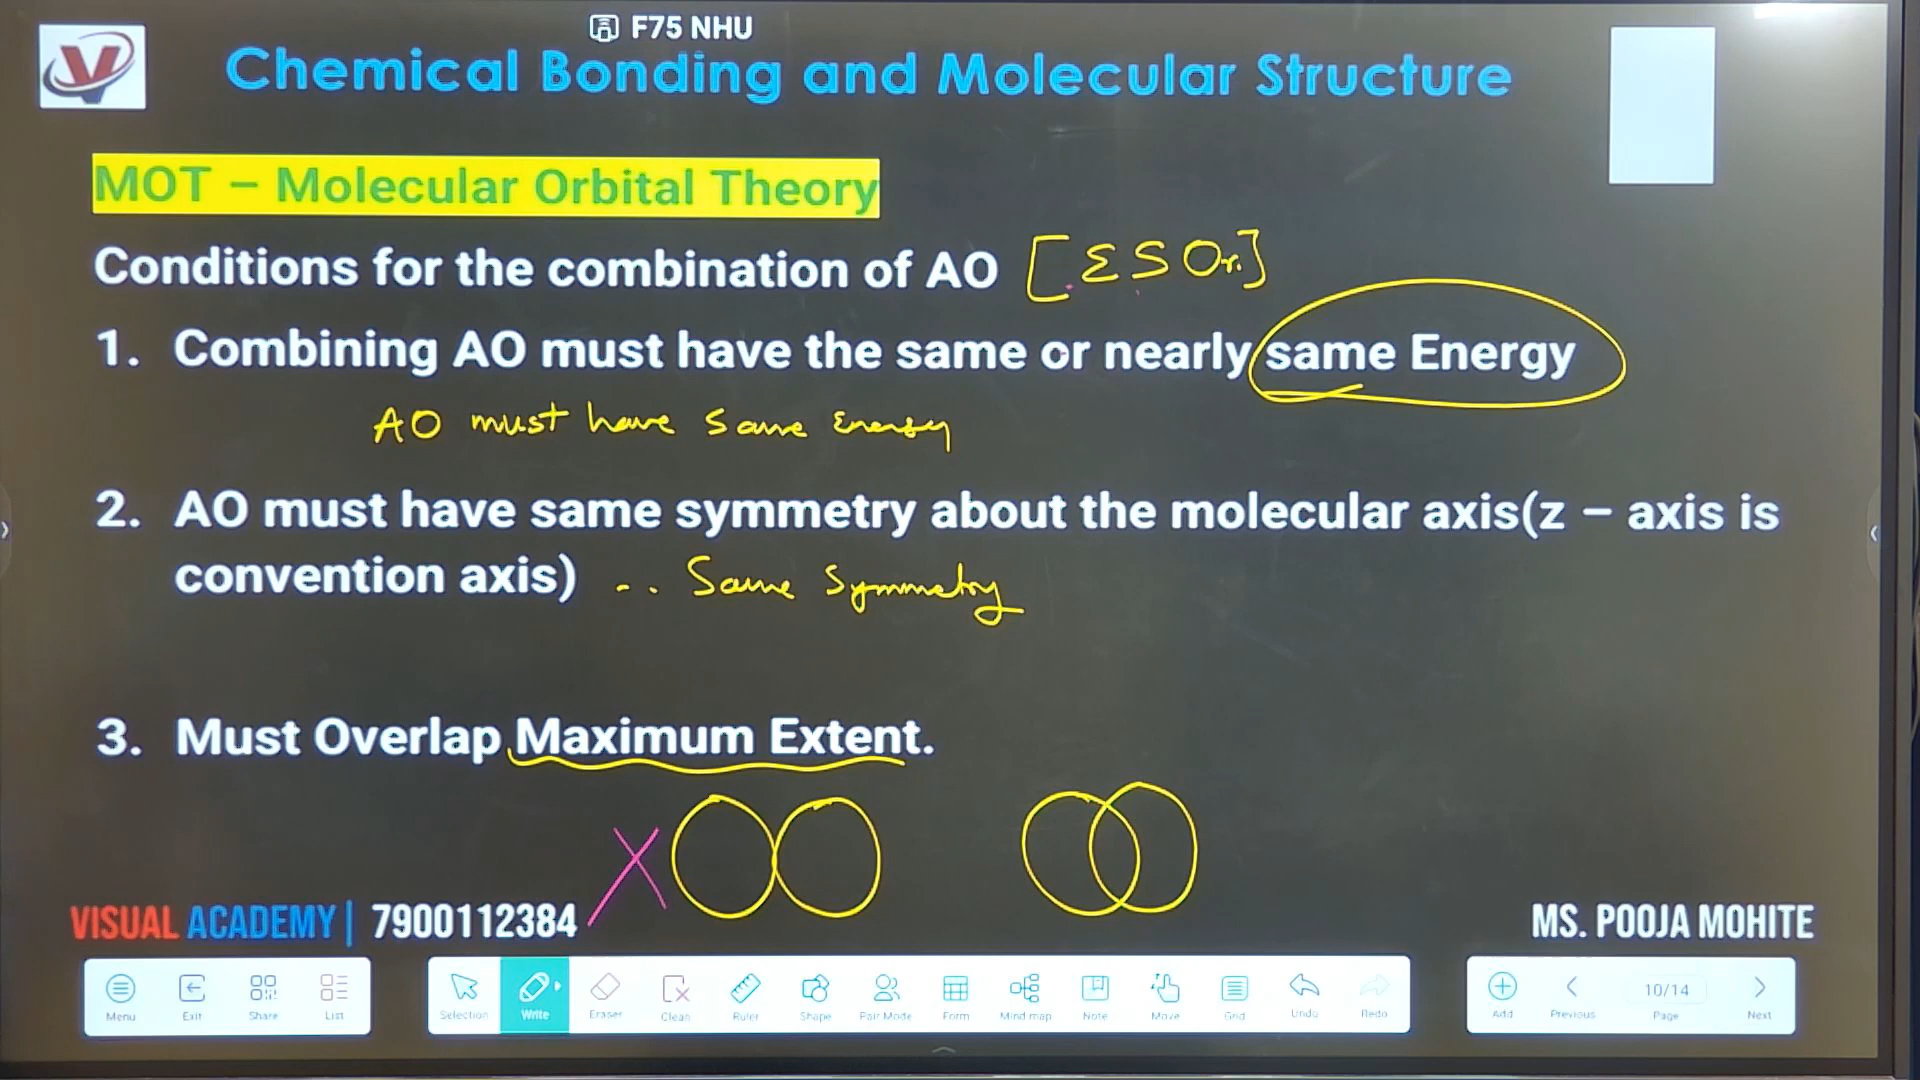 F75 NHU
Chemical Bonding and Molecular Structure
MOT – Molecular Orbital Theory
Conditions for the combination of AO [ESOr.]
1. Combining AO must have the same or nearly same Energy
AO must have same Energy
2. AO must have same symmetry about the molecular axis(z – axis is
convention axis) .. Same Symmetry
3. Must Overlap Maximum Extent.
VISUAL ACADEMY| 7900112384
MS. POOJA MOHITE
Menu Exit Share List
Selection Write Eraser Clean Ruler Shape Pair Mode Form Mind map Note Move Grid Undo Redo
10/14
Add Previous Page Next